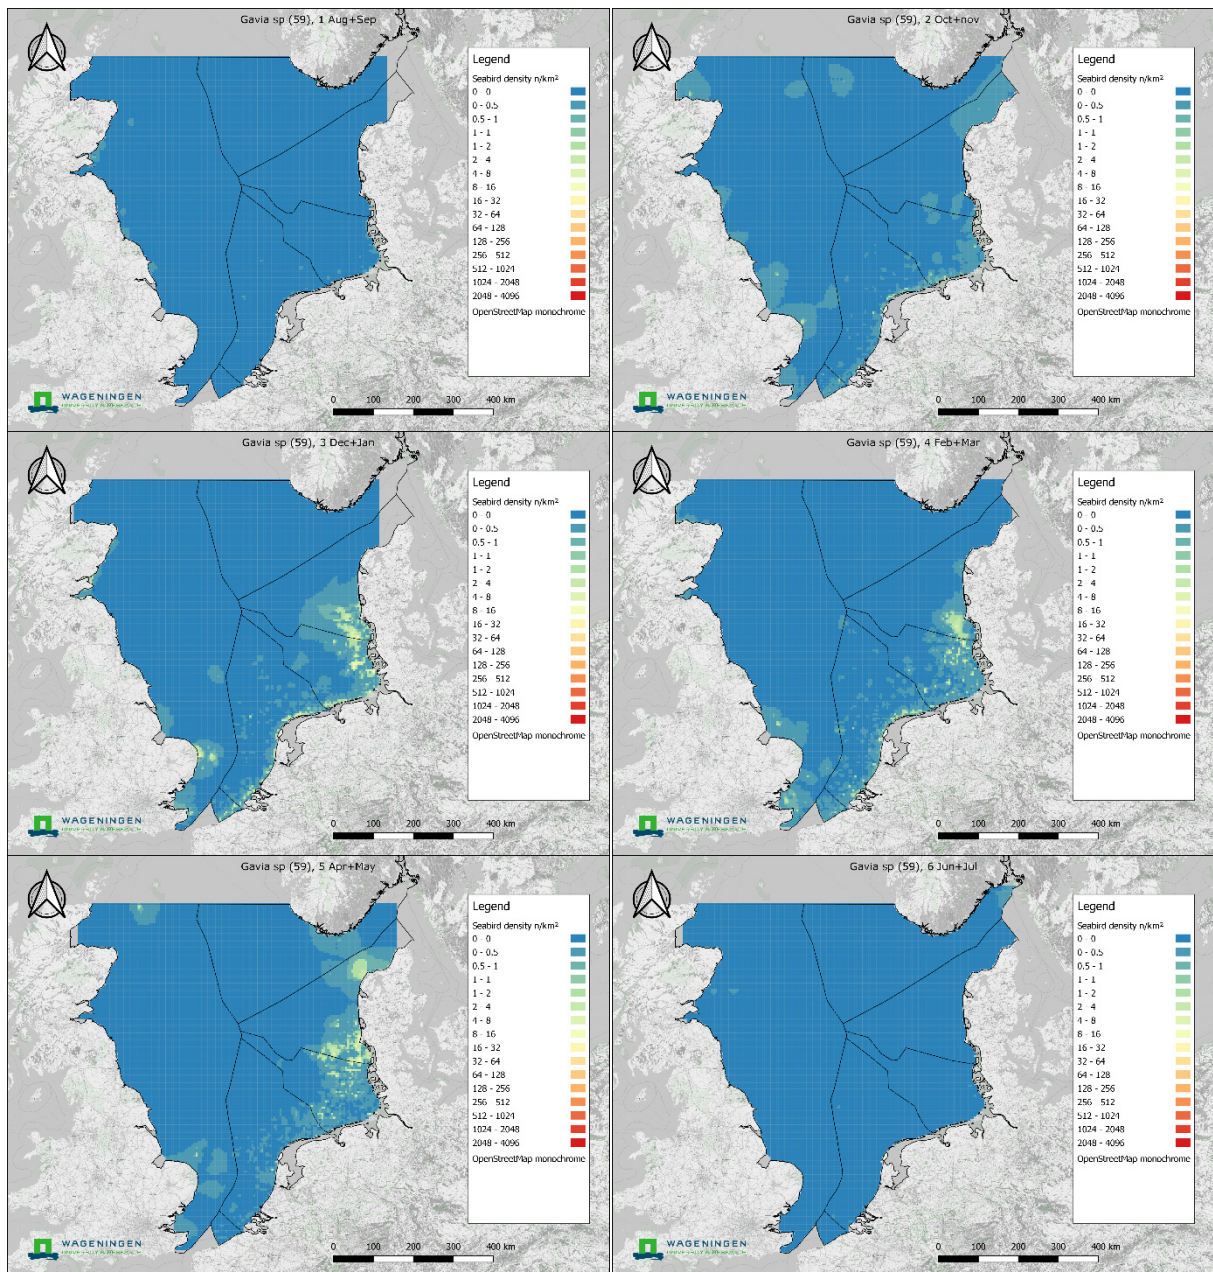 Gavia sp (59), 1 Aug+Sep
Legend
Seabird density n/km²
0 - 0
0 - 0.5
0.5 - 1
1 - 1
1 - 2
2 - 4
4 - 8
8 - 16
16 - 32
32 - 64
64 - 128
128 - 256
256 - 512
512 - 1024
1024 - 2048
2048 - 4096
OpenStreetMap monochrome
WAGENINGEN
UNIVERSITY & RESEARCH
0 100 200 300 400 km
Gavia sp (59), 2 Oct+nov
Legend
Seabird density n/km²
0 - 0
0 - 0.5
0.5 - 1
1 - 1
1 - 2
2 - 4
4 - 8
8 - 16
16 - 32
32 - 64
64 - 128
128 - 256
256 - 512
512 - 1024
1024 - 2048
2048 - 4096
OpenStreetMap monochrome
WAGENINGEN
UNIVERSITY & RESEARCH
0 100 200 300 400 km
Gavia sp (59), 3 Dec+Jan
Legend
Seabird density n/km²
0 - 0
0 - 0.5
0.5 - 1
1 - 1
1 - 2
2 - 4
4 - 8
8 - 16
16 - 32
32 - 64
64 - 128
128 - 256
256 - 512
512 - 1024
1024 - 2048
2048 - 4096
OpenStreetMap monochrome
WAGENINGEN
UNIVERSITY & RESEARCH
0 100 200 300 400 km
Gavia sp (59), 4 Feb+Mar
Legend
Seabird density n/km²
0 - 0
0 - 0.5
0.5 - 1
1 - 1
1 - 2
2 - 4
4 - 8
8 - 16
16 - 32
32 - 64
64 - 128
128 - 256
256 - 512
512 - 1024
1024 - 2048
2048 - 4096
OpenStreetMap monochrome
WAGENINGEN
UNIVERSITY & RESEARCH
0 100 200 300 400 km
Gavia sp (59), 5 Apr+May
Legend
Seabird density n/km²
0 - 0
0 - 0.5
0.5 - 1
1 - 1
1 - 2
2 - 4
4 - 8
8 - 16
16 - 32
32 - 64
64 - 128
128 - 256
256 - 512
512 - 1024
1024 - 2048
2048 - 4096
OpenStreetMap monochrome
WAGENINGEN
UNIVERSITY & RESEARCH
0 100 200 300 400 km
Gavia sp (59), 6 Jun+Jul
Legend
Seabird density n/km²
0 - 0
0 - 0.5
0.5 - 1
1 - 1
1 - 2
2 - 4
4 - 8
8 - 16
16 - 32
32 - 64
64 - 128
128 - 256
256 - 512
512 - 1024
1024 - 2048
2048 - 4096
OpenStreetMap monochrome
WAGENINGEN
UNIVERSITY & RESEARCH
0 100 200 300 400 km